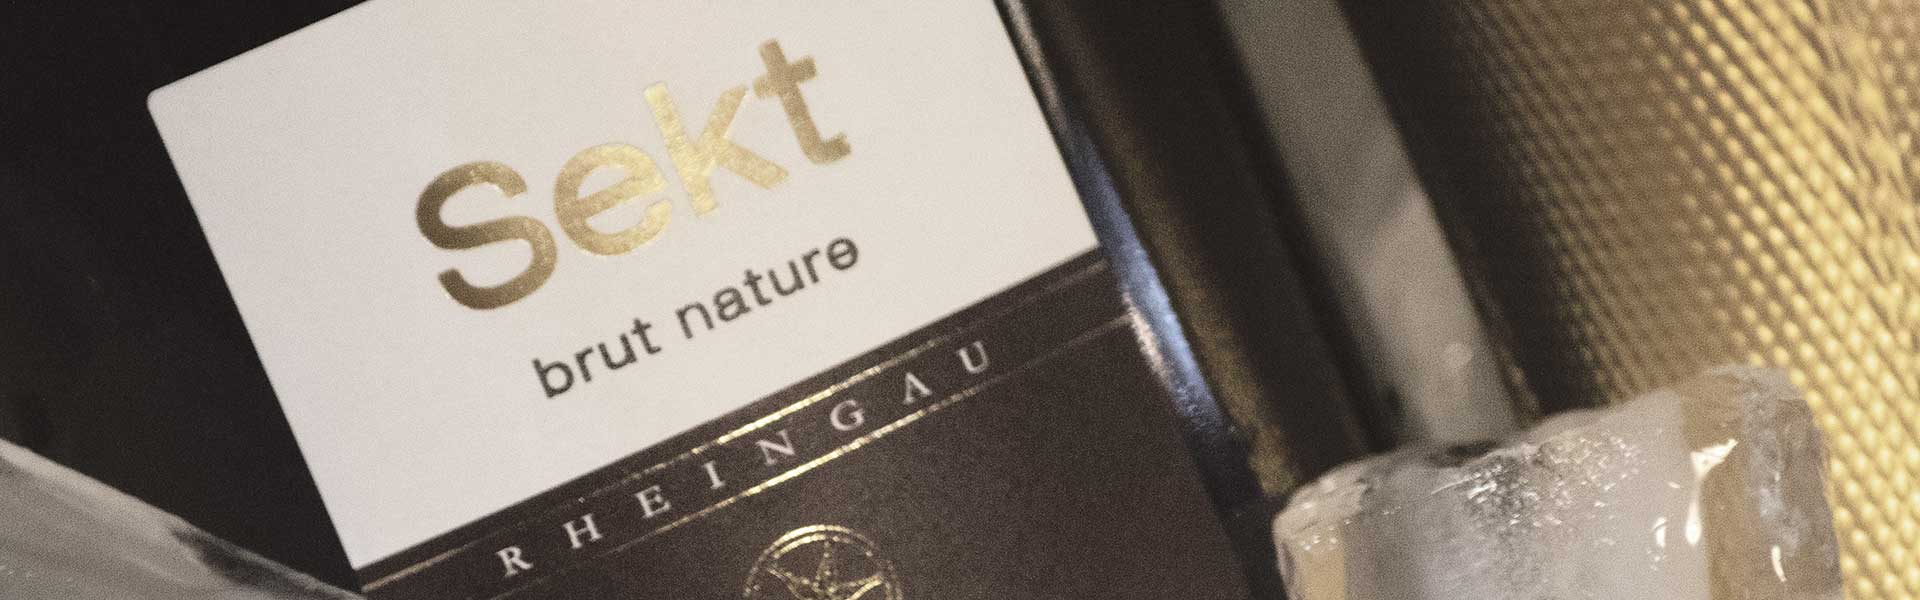 Sekt
brut nature
RHEINGAU